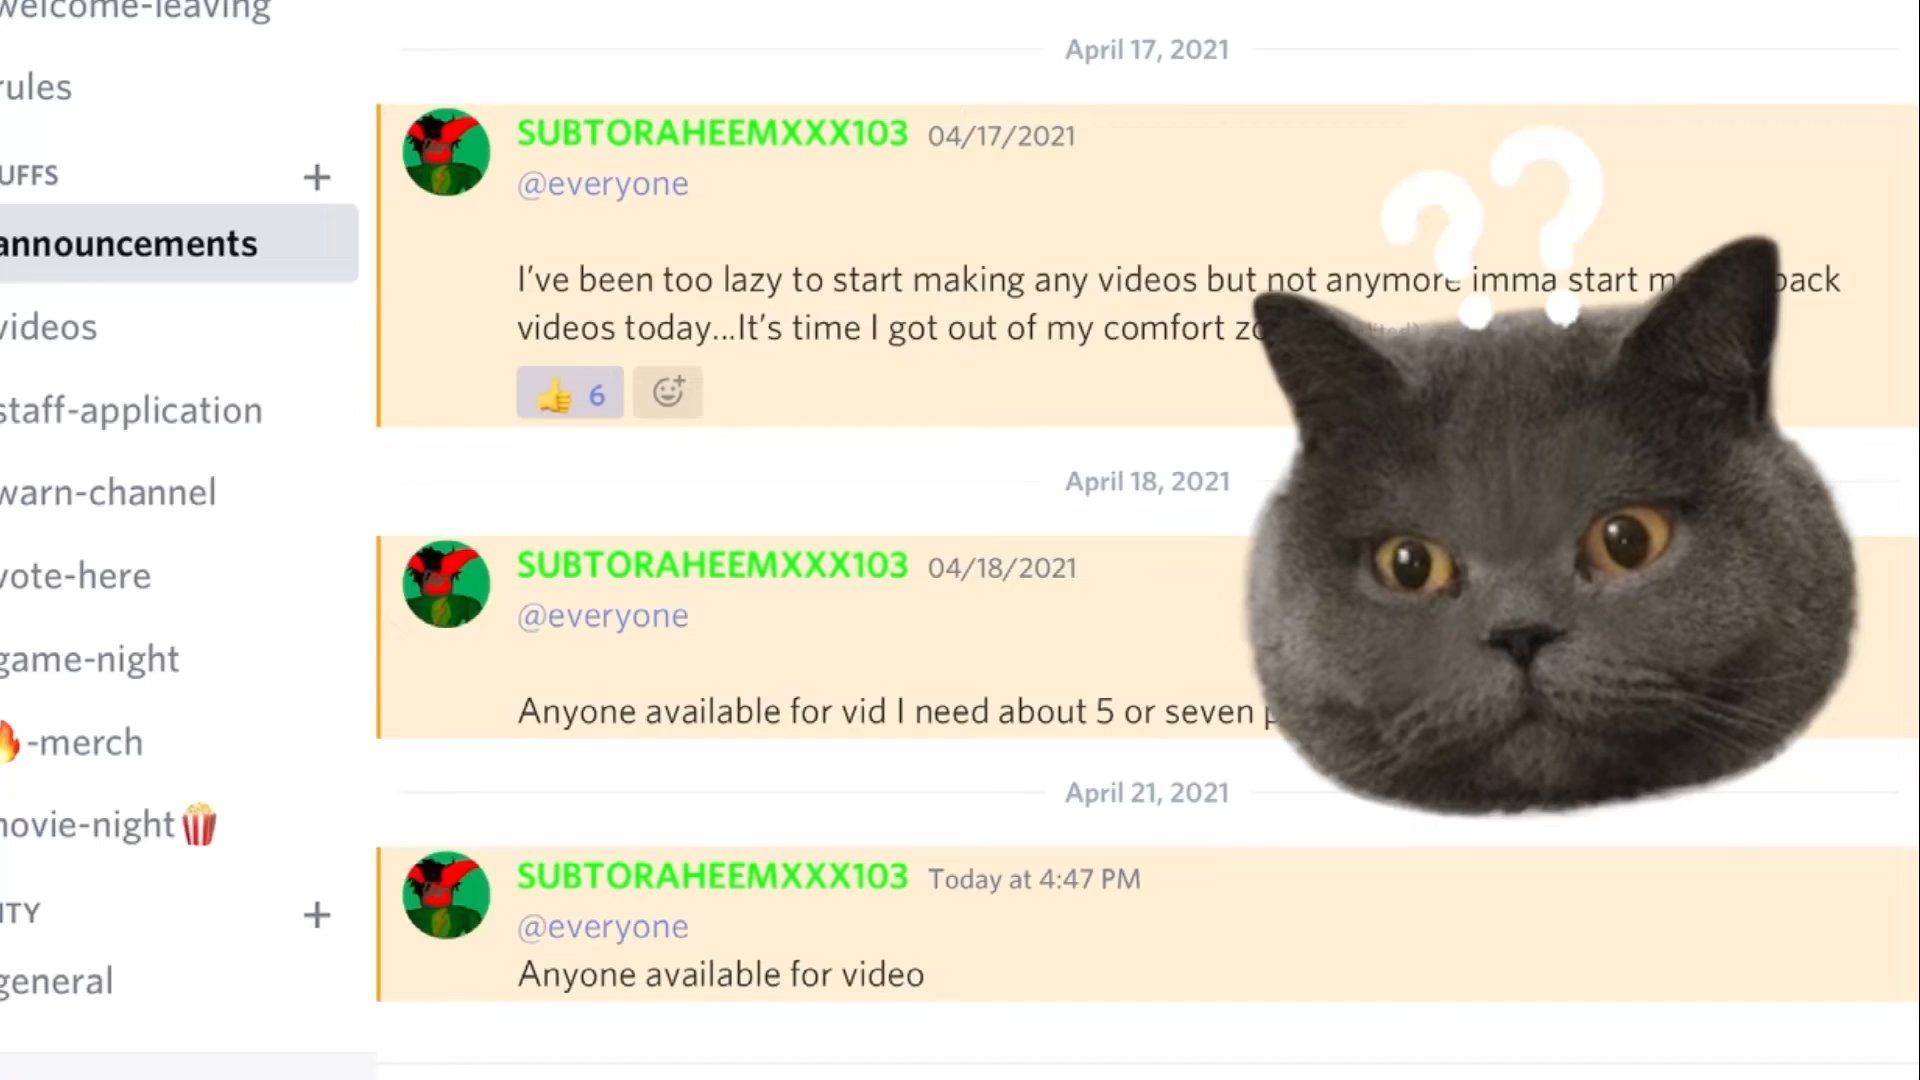 welcome-leaving
rules
UFFS
announcements
videos
staff-application
warn-channel
vote-here
game-night
-merch
movie-night
ITY
general
April 17, 2021
SUBTORAHEEMXXX103 04/17/2021
@everyone
I've been too lazy to start making any videos but not anymore imma start back
videos today...It's time I got out of my comfort
6
April 18, 2021
SUBTORAHEEMXXX103 04/18/2021
@everyone
Anyone available for vid I need about 5 or seven
April 21, 2021
SUBTORAHEEMXXX103 Today at 4:47 PM
@everyone
Anyone available for video
??